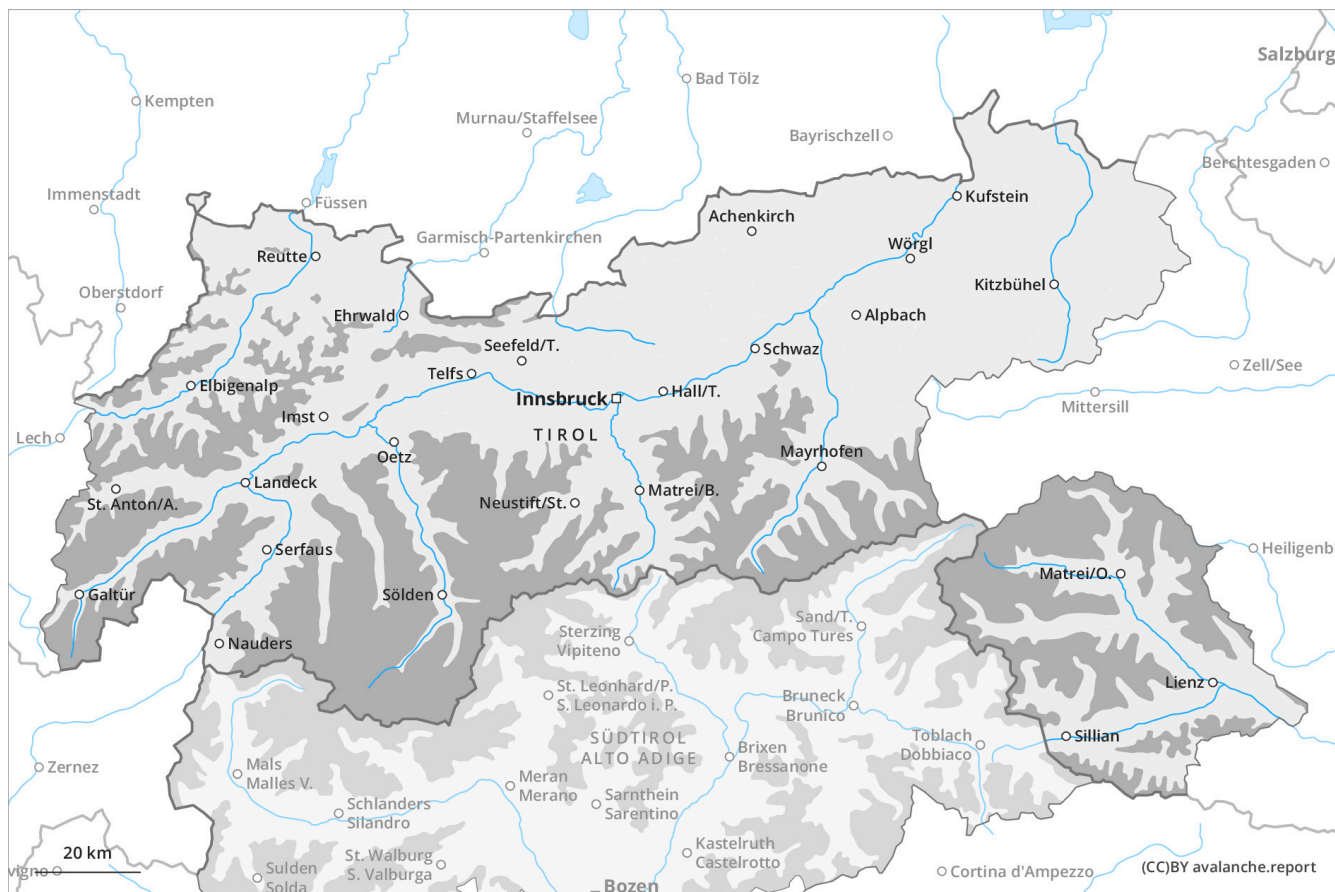 Salzburg
Kempten
Bad Tölz
Murnau/Staffelsee
Bayrischzell
Berchtesgaden
Immenstadt
Füssen
Kufstein
Achenkirch
Garmisch-Partenkirchen
Wörgl
Reutte
Kitzbühel
Oberstdorf
Ehrwald
Alpbach
Seefeld/T.
Schwaz
Zell/See
Telfs
Elbigenalp
Hall/T.
Innsbruck
Mittersill
Imst
Lech
TIROL
Oetz
Mayrhofen
Landeck
Matrei/B.
St. Anton/A.
Neustift/St.
Serfaus
Heiligenb
Matrei/O.
Galtür
Sölden
Sand/T.
Campo Tures
Sterzing
Vipiteno
Nauders
Lienz
St. Leonhard/P.
S. Leonardo i. P.
Bruneck
Brunico
SÜDTIROL
ALTO ADIGE
Toblach
Dobbiaco
Sillian
Brixen
Bressanone
Zernez
Mals
Malles V.
Meran
Merano
Schlanders
Silandro
Sarnthein
Sarentino
Kastelruth
Castelrotto
20 km
vigno
St. Walburg
S. Valburga
Sulden
Solda
Cortina d'Ampezzo
(CC)BY avalanche.report
Bozen